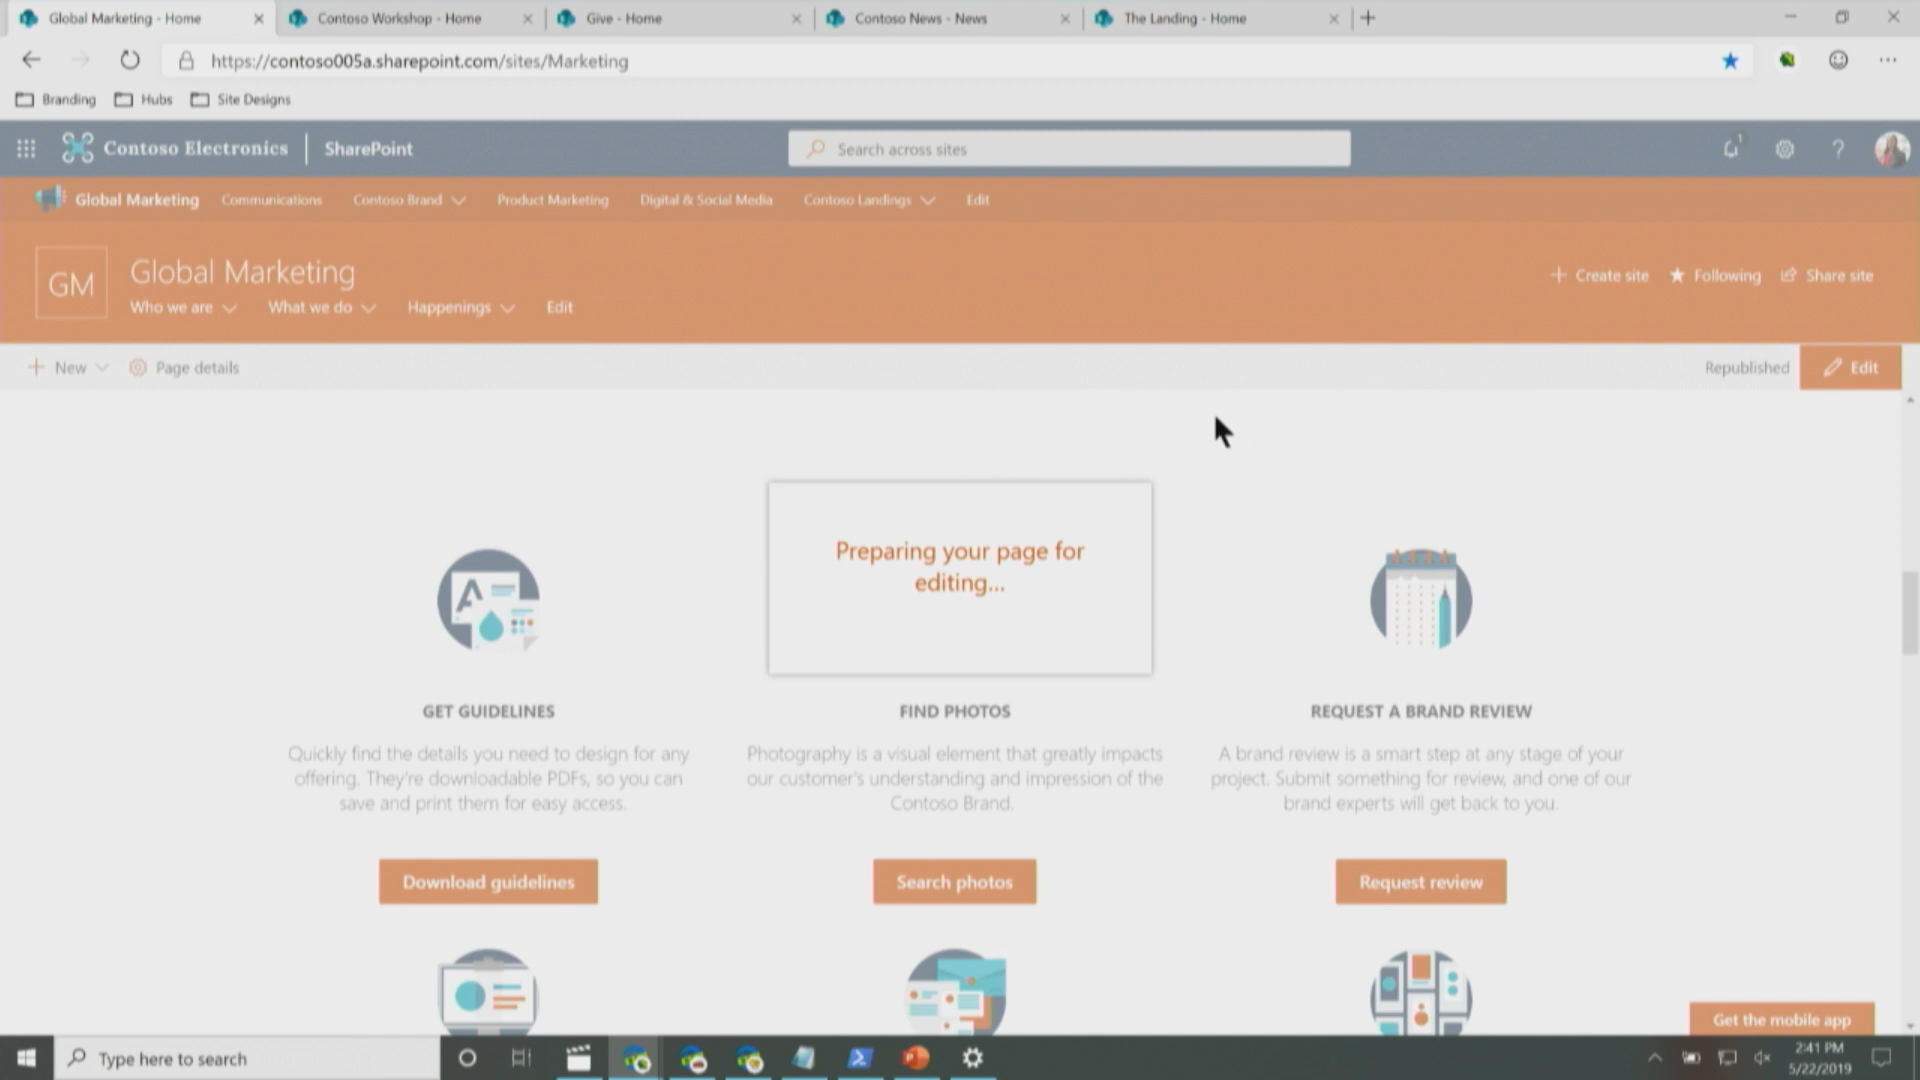 Global Marketing - Home
Contoso Workshop - Home
Give - Home
Contoso News - News
The Landing - Home
https://contoso005a.sharepoint.com/sites/Marketing
Branding
Hubs
Site Designs
Contoso Electronics
SharePoint
Search across sites
1
?
Global Marketing
Communications
Contoso Brand
Product Marketing
Digital & Social Media
Contoso Landings
Edit
GM
Global Marketing
Who we are
What we do
Happenings
Edit
+ Create site
Following
Share site
+ New
Page details
Republished
Edit
Preparing your page for
editing...
GET GUIDELINES
Quickly find the details you need to design for any
offering. They're downloadable PDFs, so you can
save and print them for easy access.
Download guidelines
FIND PHOTOS
Photography is a visual element that greatly impacts
our customer's understanding and impression of the
Contoso Brand.
Search photos
REQUEST A BRAND REVIEW
A brand review is a smart step at any stage of your
project. Submit something for review, and one of our
brand experts will get back to you.
Request review
Get the mobile app
Type here to search
2:41 PM
5/22/2019